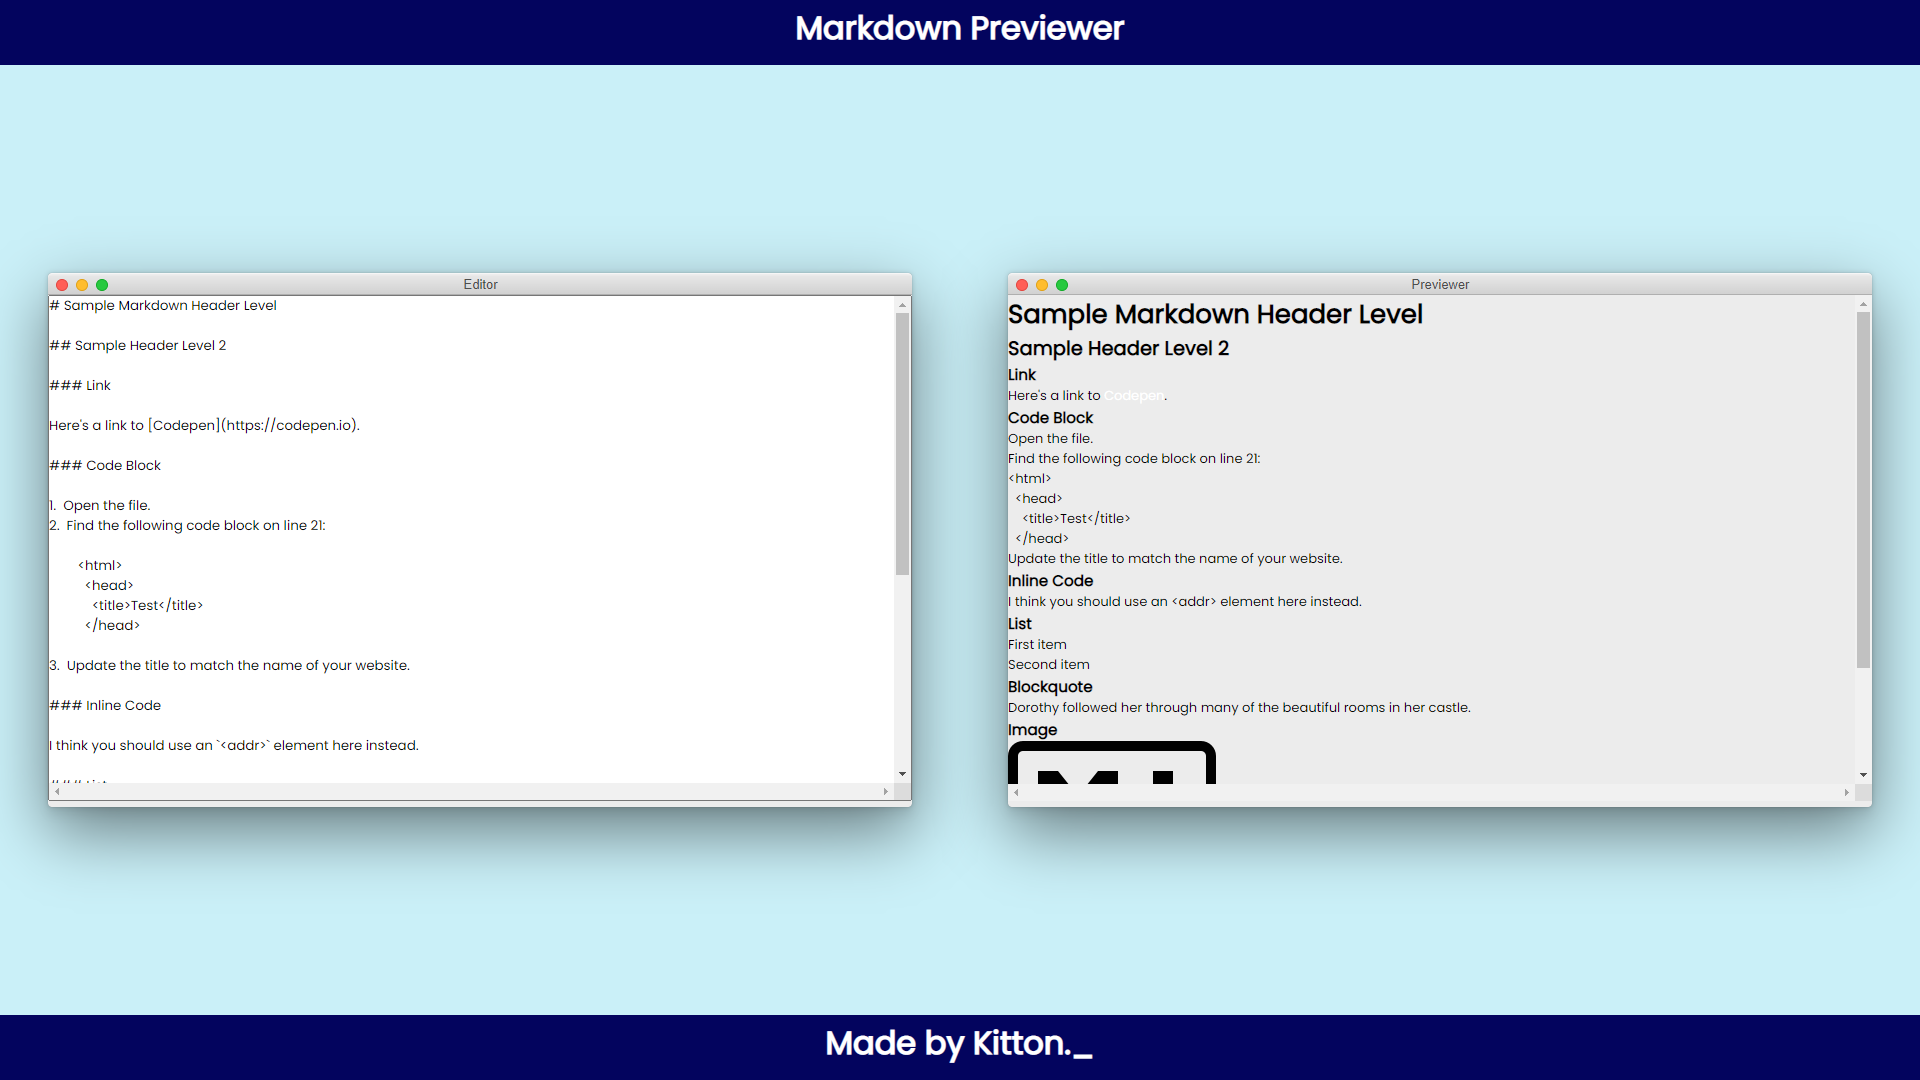 Markdown Previewer
Editor
# Sample Markdown Header Level
## Sample Header Level 2
### Link
Here's a link to [Codepen](https://codepen.io).
### Code Block
1.  Open the file.
2.  Find the following code block on line 21:
<html>
<head>
<title>Test</title>
</head>
3.  Update the title to match the name of your website.
### Inline Code
I think you should use an `<addr>` element here instead.
### List
Previewer
Sample Markdown Header Level
Sample Header Level 2
Link
Here's a link to Codepen.
Code Block
Open the file.
Find the following code block on line 21:
<html>
<head>
<title>Test</title>
</head>
Update the title to match the name of your website.
Inline Code
I think you should use an <addr> element here instead.
List
First item
Second item
Blockquote
Dorothy followed her through many of the beautiful rooms in her castle.
Image
Made by Kitton._